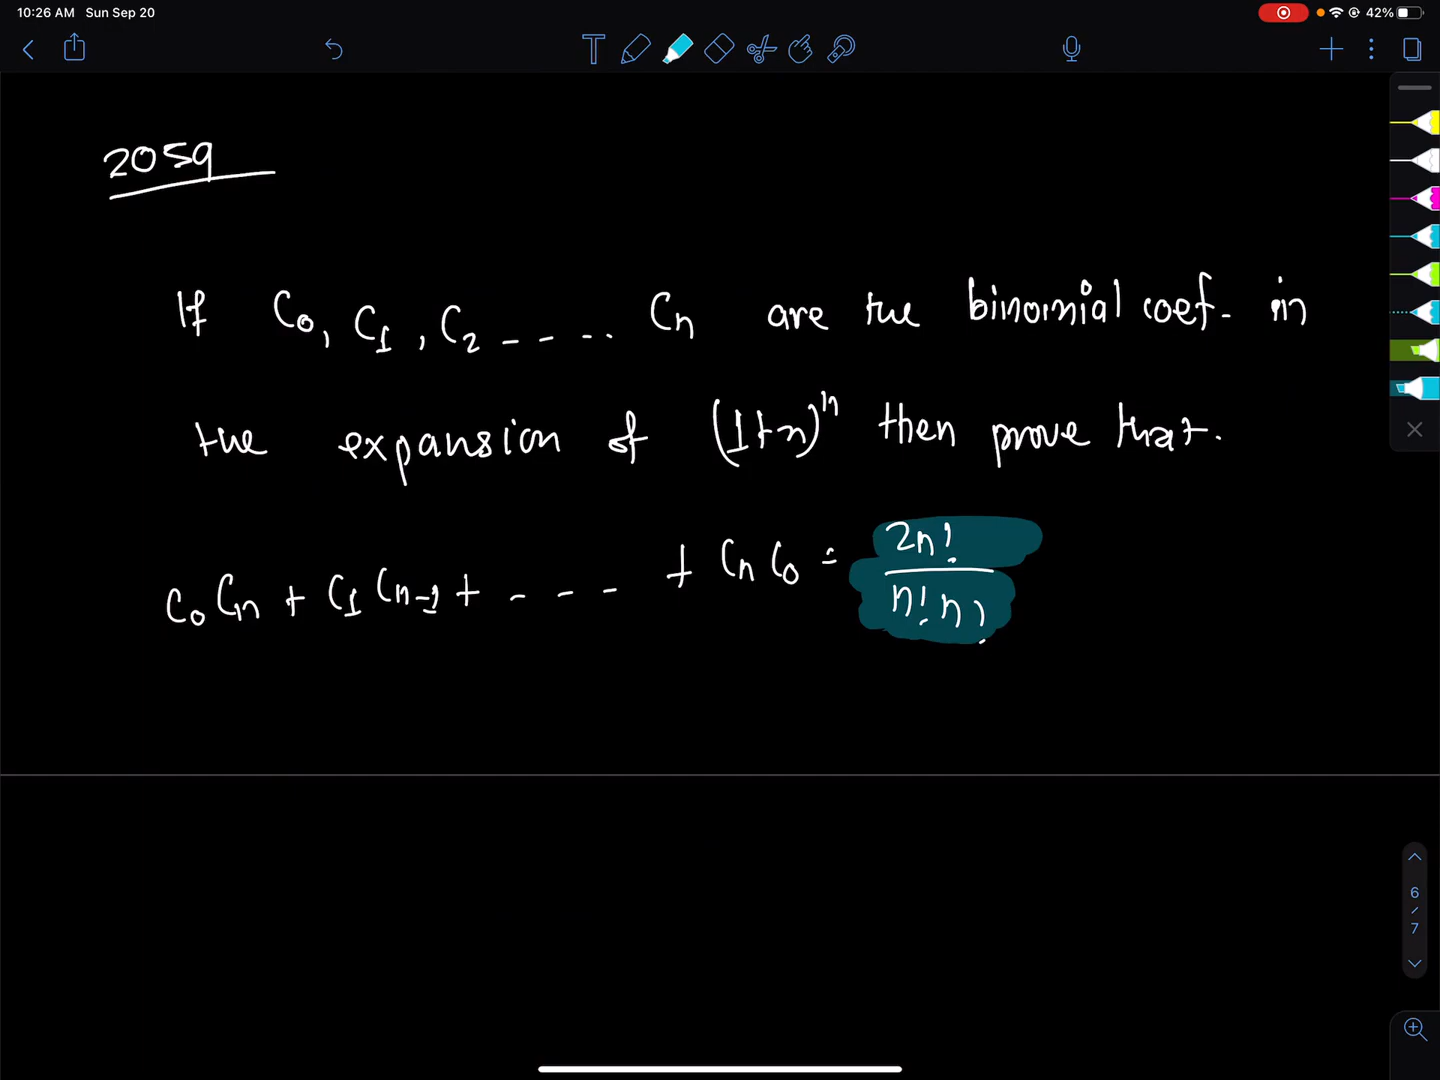 10:26 AM Sun Sep 20
42%
2059
If C₀, C₁, C₂ - - - .. Cₙ are the binomial coef. in
the expansion of (1+x)ⁿ then prove that.
C₀Cₙ + C₁Cₙ₋₁ + - - - + CₙC₀ = 2n!/n!n!
6
/
7